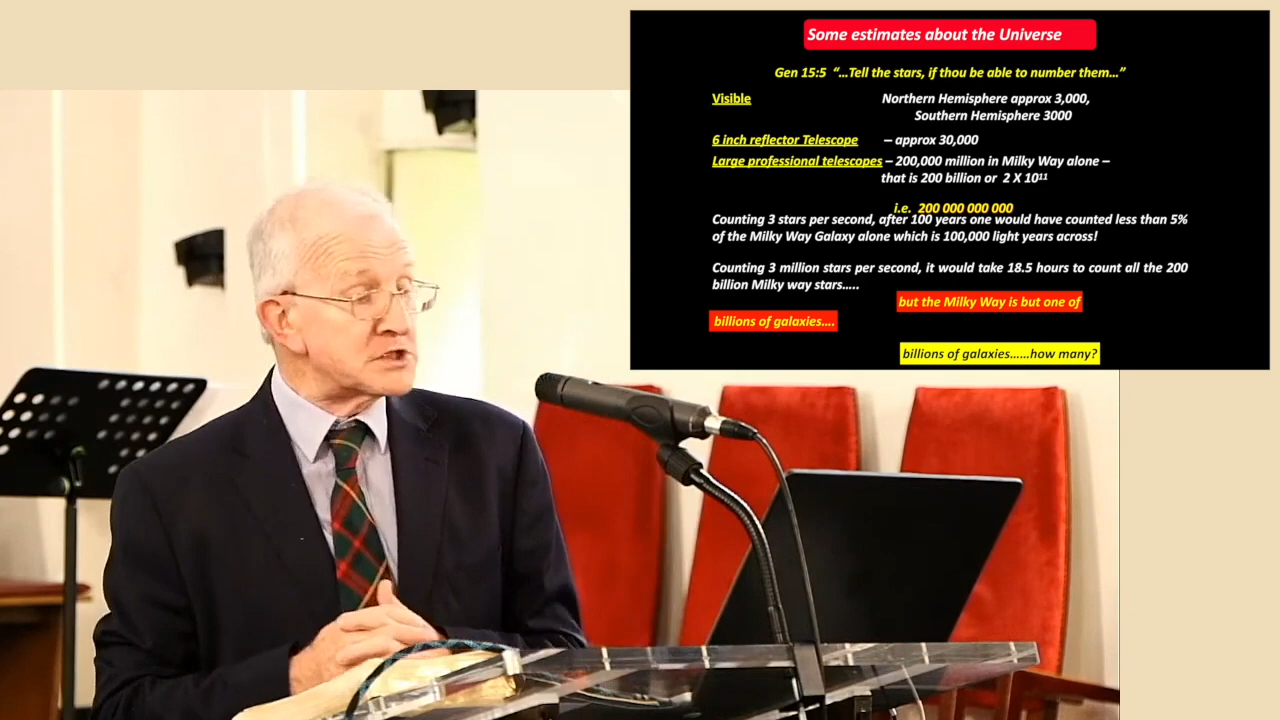 Some estimates about the Universe
Gen 15:5 “...Tell the stars, if thou be able to number them...”
Visible Northern Hemisphere approx 3,000,
Southern Hemisphere 3000
6 inch reflector Telescope – approx 30,000
Large professional telescopes – 200,000 million in Milky Way alone –
that is 200 billion or 2 X 10¹¹
i.e. 200 000 000 000
Counting 3 stars per second, after 100 years one would have counted less than 5%
of the Milky Way Galaxy alone which is 100,000 light years across!
Counting 3 million stars per second, it would take 18.5 hours to count all the 200
billion Milky way stars…..
but the Milky Way is but one of
billions of galaxies….
billions of galaxies……how many?